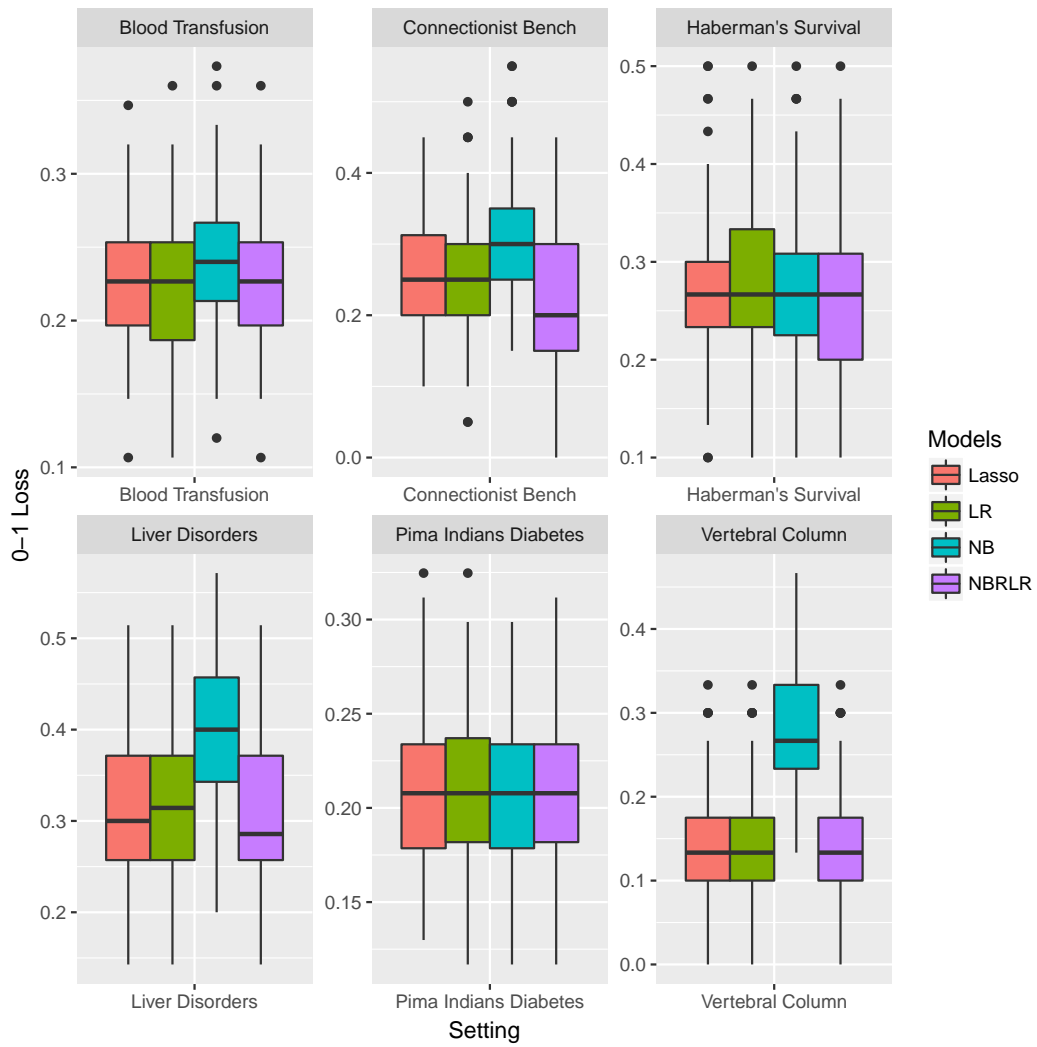 Blood Transfusion
Connectionist Bench
Haberman's Survival
0.3
0.2
0.1
0.4
0.2
0.0
0.5
0.4
0.3
0.2
0.1
Blood Transfusion
Connectionist Bench
Haberman's Survival
Liver Disorders
Pima Indians Diabetes
Vertebral Column
0.5
0.4
0.3
0.2
0.30
0.25
0.20
0.15
0.4
0.3
0.2
0.1
0.0
Liver Disorders
Pima Indians Diabetes
Vertebral Column
0−1 Loss
Setting
Models
Lasso
LR
NB
NBRLR